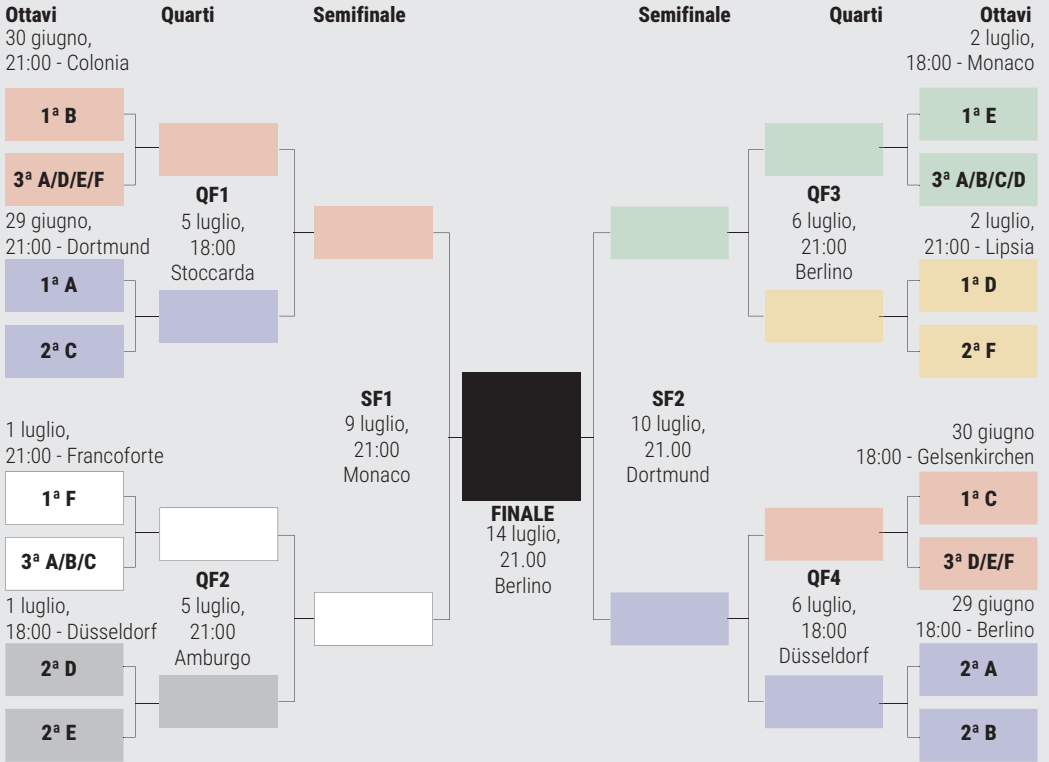 Ottavi
30 giugno,
21:00 - Colonia
1ª B
3ª A/D/E/F
29 giugno,
21:00 - Dortmund
1ª A
2ª C
1 luglio,
21:00 - Francoforte
1ª F
3ª A/B/C
1 luglio,
18:00 - Düsseldorf
2ª D
2ª E
Quarti
QF1
5 luglio,
18:00
Stoccarda
QF2
5 luglio,
21:00
Amburgo
Semifinale
SF1
9 luglio,
21:00
Monaco
FINALE
14 luglio,
21.00
Berlino
Semifinale
SF2
10 luglio,
21.00
Dortmund
Quarti
QF3
6 luglio,
21:00
Berlino
QF4
6 luglio,
18:00
Düsseldorf
Ottavi
2 luglio,
18:00 - Monaco
1ª E
3ª A/B/C/D
2 luglio,
21:00 - Lipsia
1ª D
2ª F
30 giugno
18:00 - Gelsenkirchen
1ª C
3ª D/E/F
29 giugno
18:00 - Berlino
2ª A
2ª B